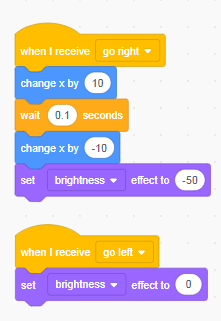 when I receive go right
change x by 10
wait 0.1 seconds
change x by -10
set brightness effect to -50
when I receive go left
set brightness effect to 0